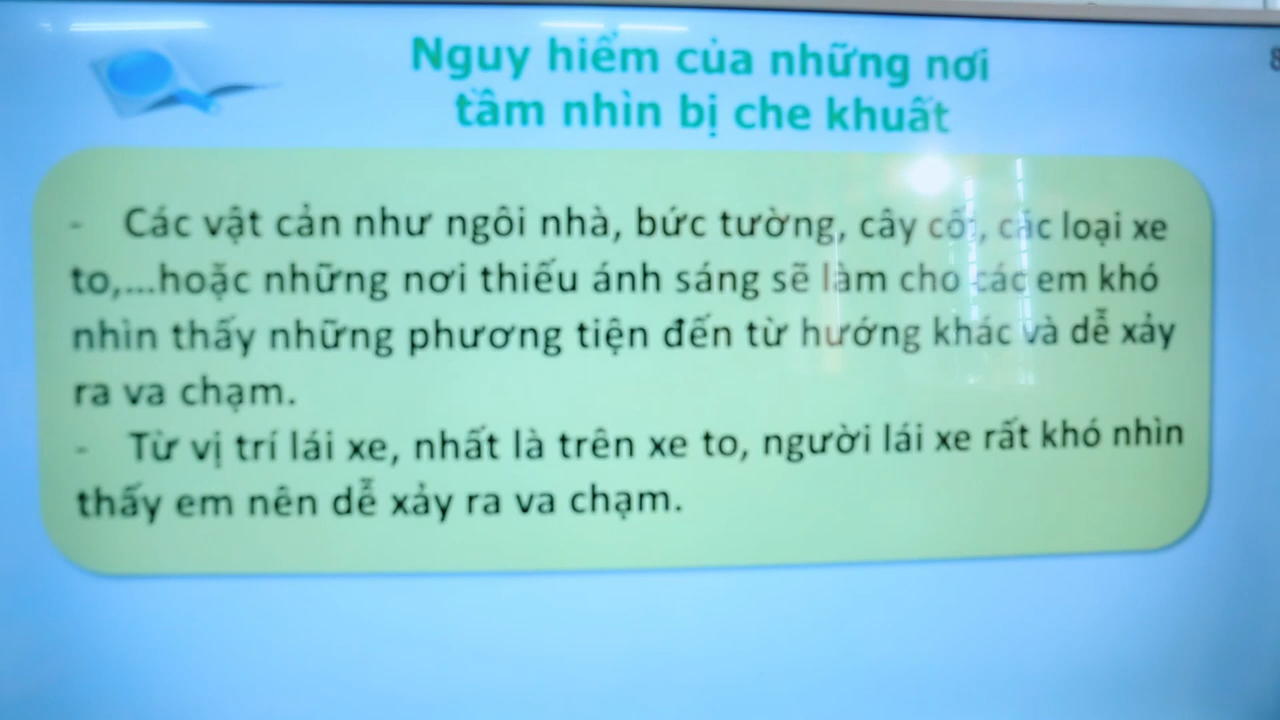 Nguy hiểm của những nơi
tầm nhìn bị che khuất
- Các vật cản như ngôi nhà, bức tường, cây cối, các loại xe
to,...hoặc những nơi thiếu ánh sáng sẽ làm cho các em khó
nhìn thấy những phương tiện đến từ hướng khác và dễ xảy
ra va chạm.
- Từ vị trí lái xe, nhất là trên xe to, người lái xe rất khó nhìn
thấy em nên dễ xảy ra va chạm.